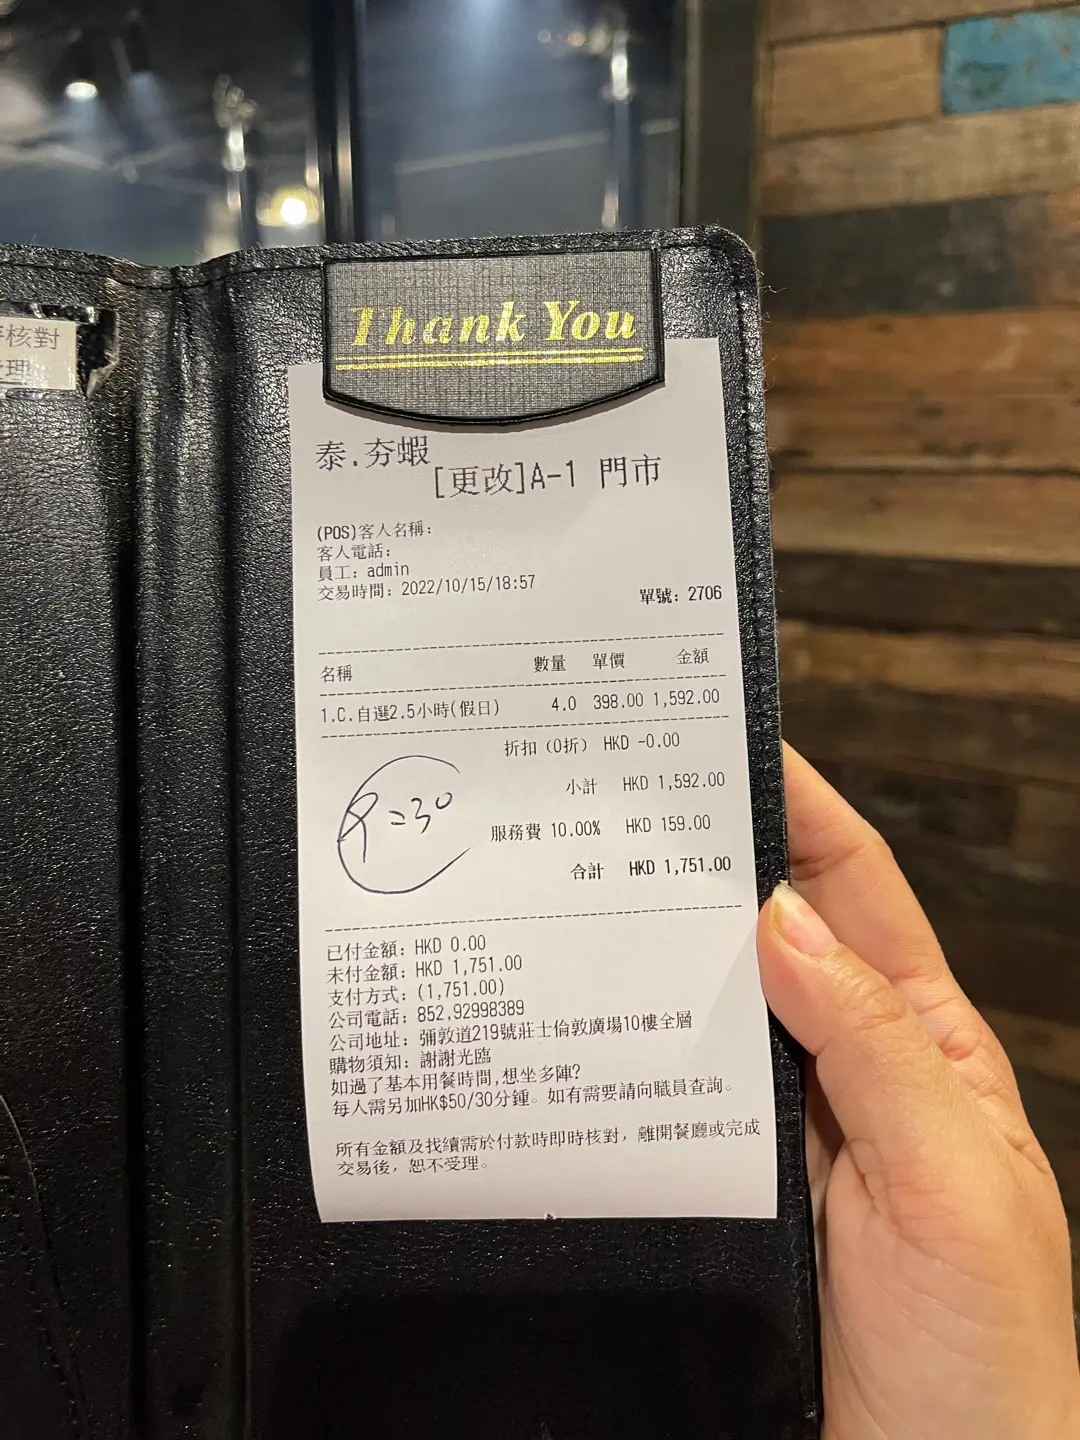 Thank You
核對
理
泰.夯蝦
[更改]A-1 門市
(POS)客人名稱:
客人電話:
員工: admin
交易時間: 2022/10/15/18:57
單號: 2706
名稱 數量 單價 金額
1.C.自選2.5小時(假日) 4.0 398.00 1,592.00
折扣 (0折) HKD -0.00
小計 HKD 1,592.00
服務費 10.00% HKD 159.00
合計 HKD 1,751.00
9=30
已付金額: HKD 0.00
未付金額: HKD 1,751.00
支付方式: (1,751.00)
公司電話: 852,92998389
公司地址: 彌敦道219號莊士倫敦廣場10樓全層
購物須知: 謝謝光臨
如過了基本用餐時間,想坐多陣?
每人需另加HK$50/30分鍾。如有需要請向職員查詢。
所有金額及找續需於付款時即時核對, 離開餐廳或完成
交易後, 恕不受理。